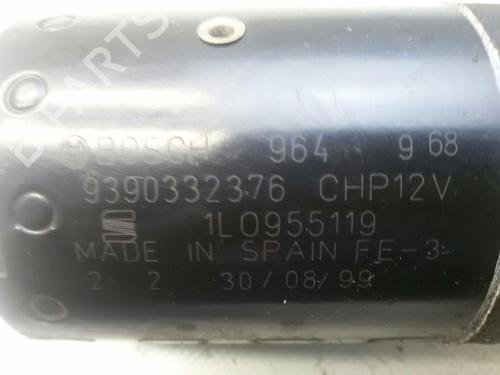 BOSCH 964 9 68
9390332376 CHP12V
1L0955119
MADE IN SPAIN FE-3
2 2 30/08/99